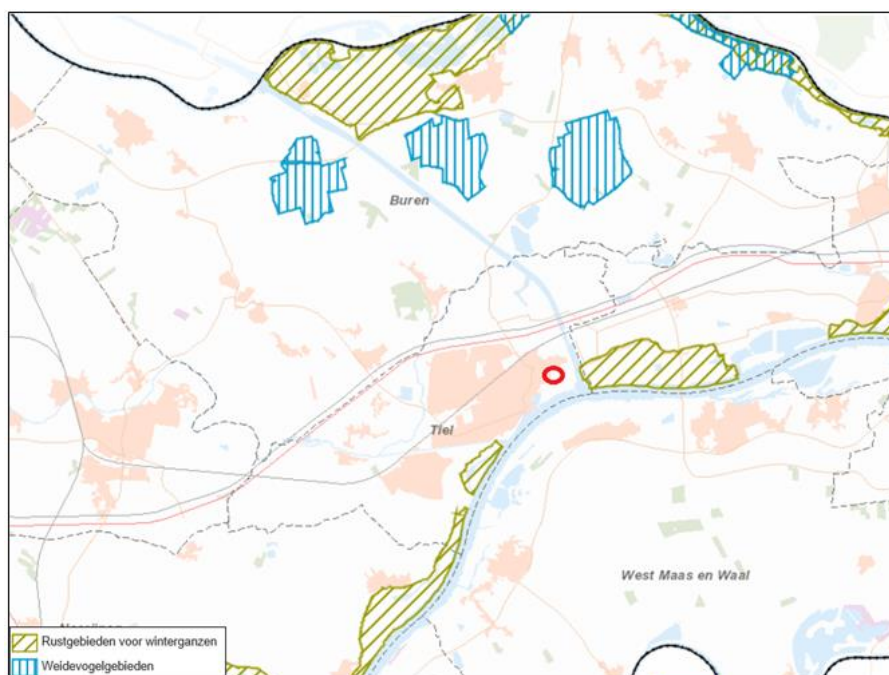 Buren
Tiel
West Maas en Waal
Rustgebieden voor winterganzen
Weidevogelgebieden